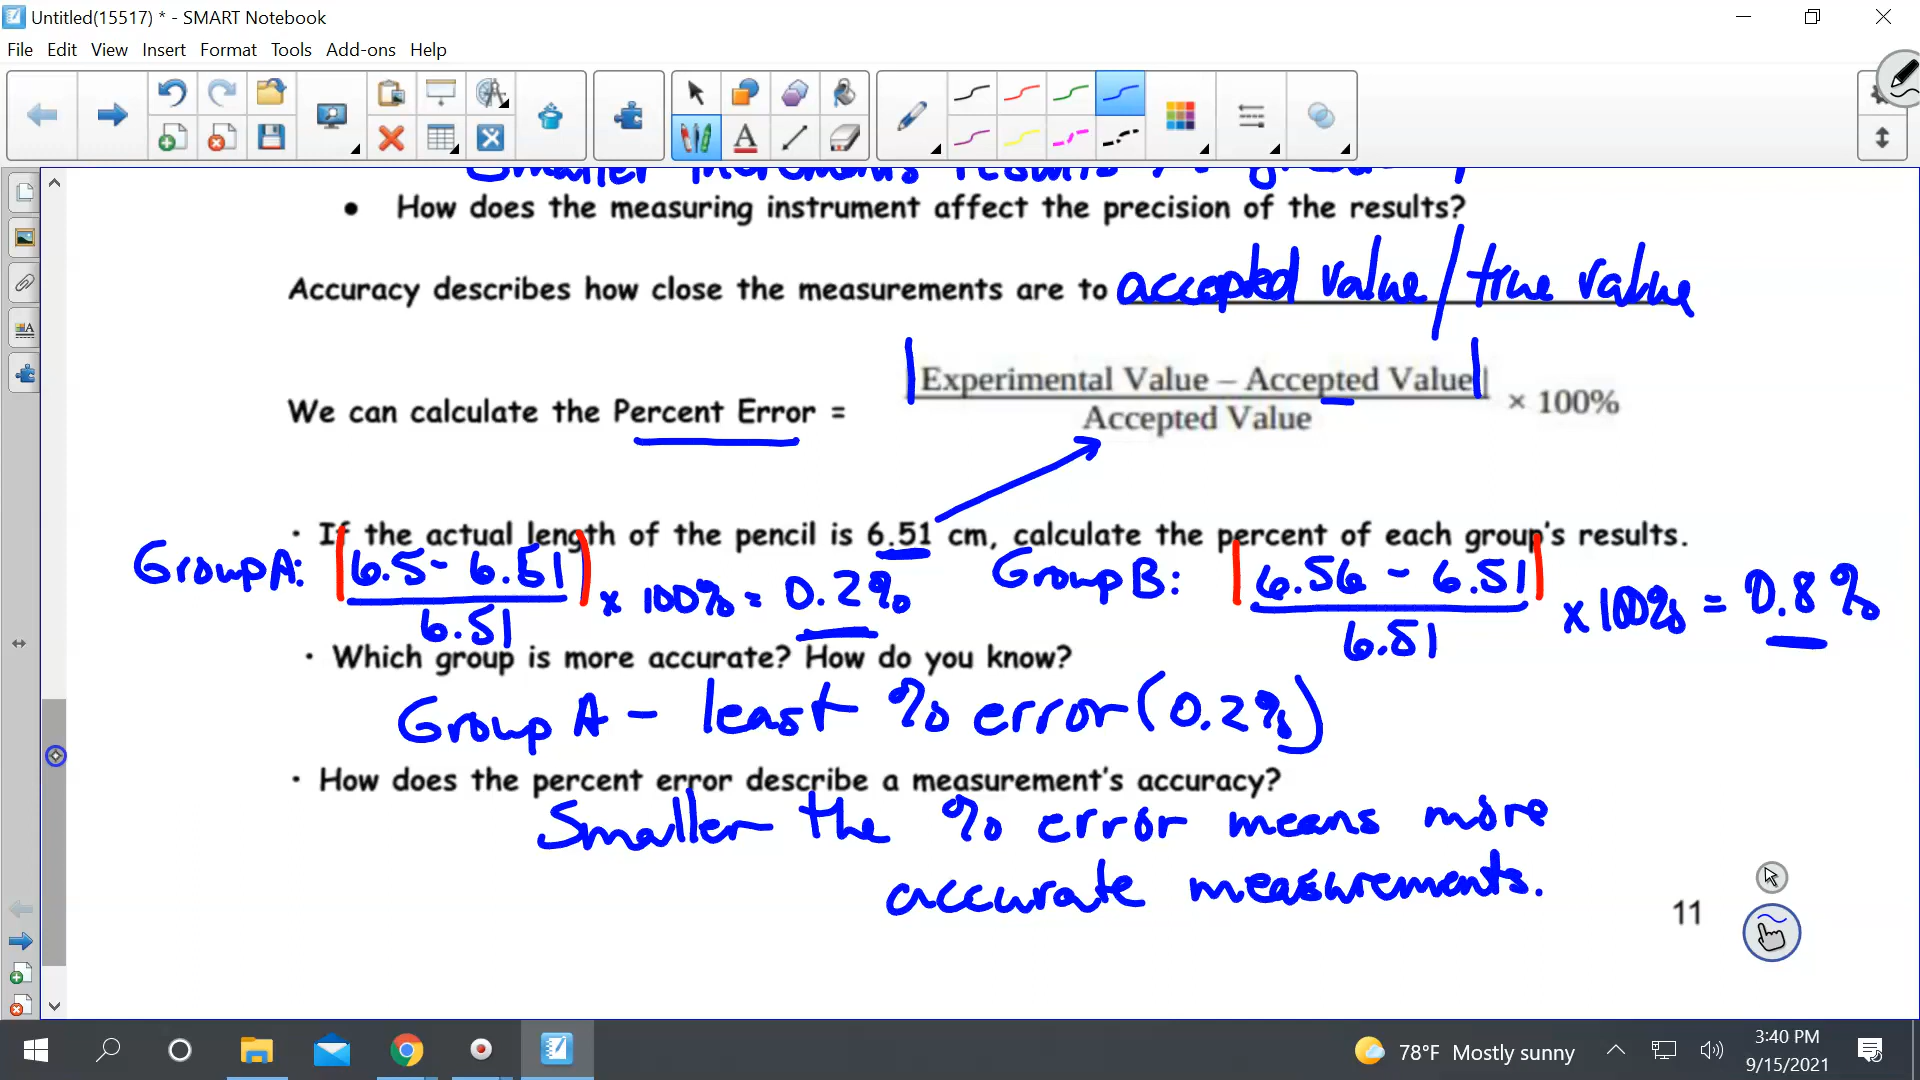 Untitled(15517) * - SMART Notebook
File Edit View Insert Format Tools Add-ons Help
Smaller increments results
• How does the measuring instrument affect the precision of the results?
Accuracy describes how close the measurements are to accepted value/true value
We can calculate the Percent Error = |Experimental Value – Accepted Value|
Accepted Value
× 100%
· If the actual length of the pencil is 6.51 cm, calculate the percent of each group's results.
Group A: |6.5 - 6.51|
6.51
x 100% = 0.2%
Group B: |6.56 - 6.51|
6.51
x 100% = 0.8%
· Which group is more accurate? How do you know?
Group A - least % error (0.2%)
· How does the percent error describe a measurement's accuracy?
Smaller the % error means more
accurate measurements.
11
78°F Mostly sunny
3:40 PM
9/15/2021